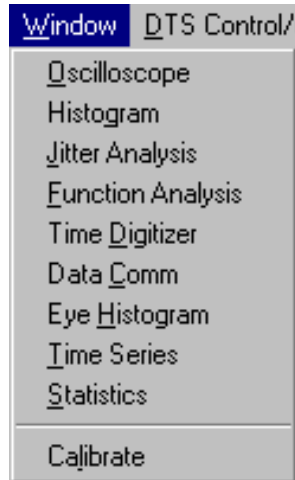 Window DTS Control/
Oscilloscope
Histogram
Jitter Analysis
Function Analysis
Time Digitizer
Data Comm
Eye Histogram
Time Series
Statistics
Calibrate